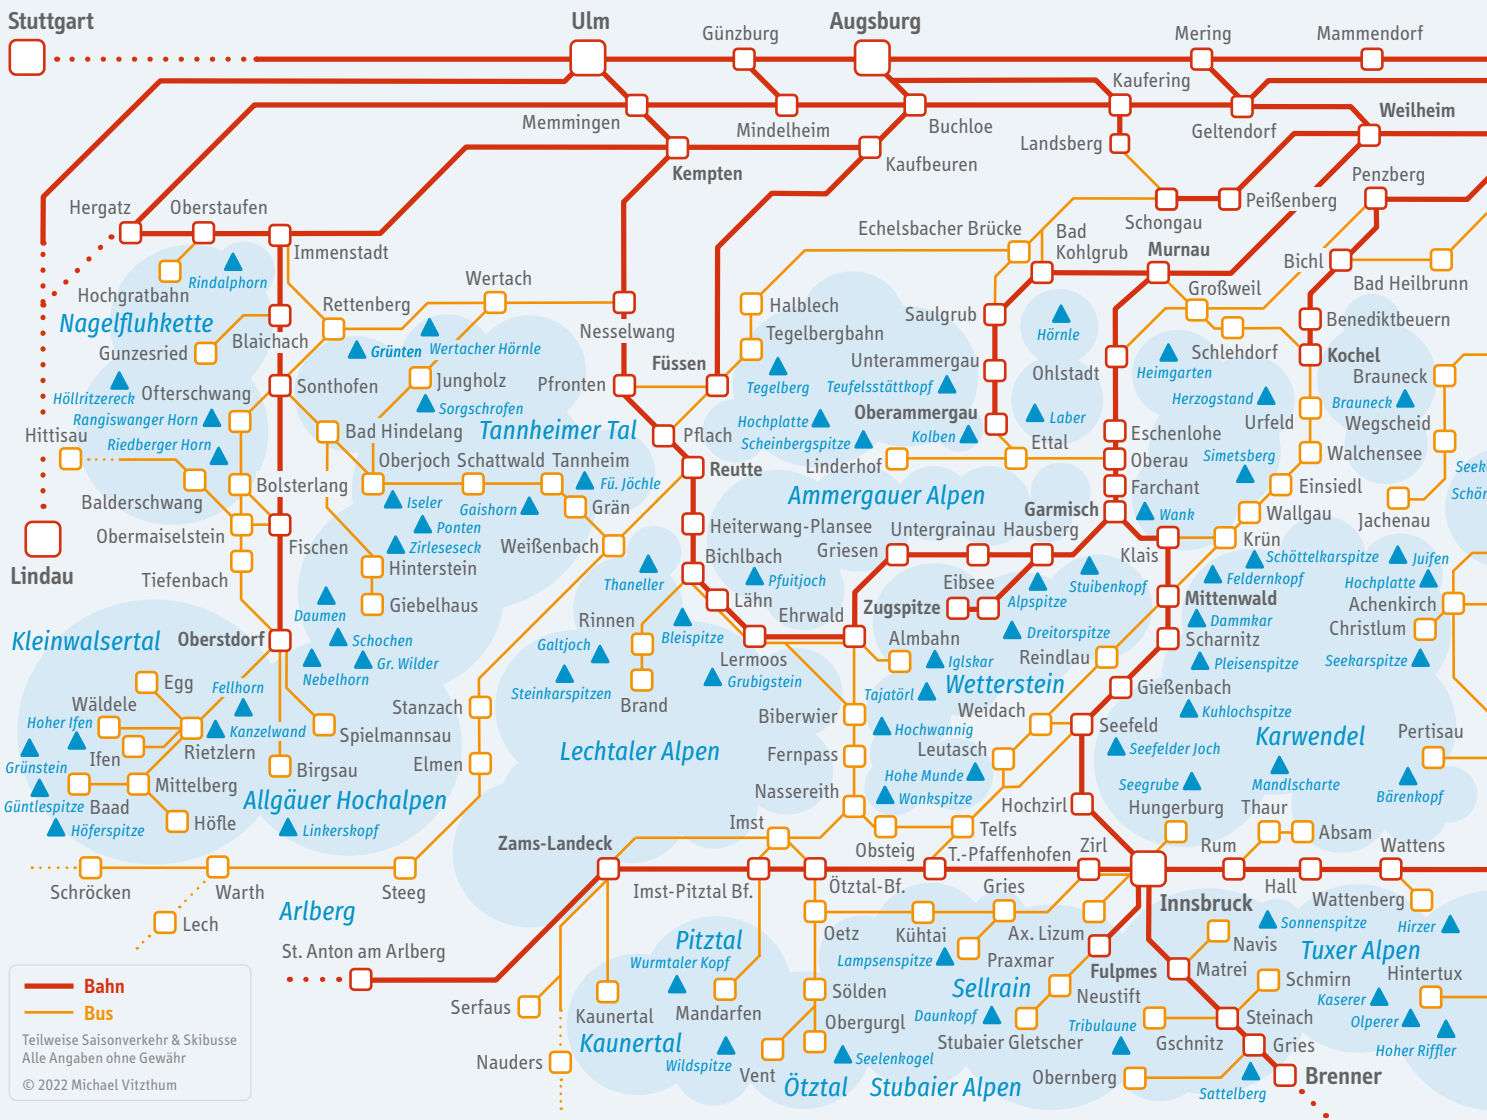 Stuttgart
Ulm
Augsburg
Günzburg
Mering
Mammendorf
Kaufering
Memmingen
Mindelheim
Buchloe
Geltendorf
Weilheim
Landsberg
Kempten
Kaufbeuren
Penzberg
Hergatz
Oberstaufen
Schongau
Peißenberg
Echelsbacher Brücke
Bad
Kohlgrub
Murnau
Immenstadt
Bichl
Bad Heilbrunn
Hochgratbahn
Rindalphorn
Wertach
Rettenberg
Halblech
Großweil
Nagelfluhkette
Nesselwang
Tegelbergbahn
Saulgrub
Hörnle
Benediktbeuern
Blaichach
Gunzesried
Grünten
Wertacher Hörnle
Füssen
Unterammergau
Schlehdorf
Kochel
Höllritzereck
Ofterschwang
Sonthofen
Jungholz
Pfronten
Tegelberg
Teufelsstättkopf
Ohlstadt
Heimgarten
Brauneck
Rangiswanger Horn
Sorgschrofen
Oberammergau
Herzogstand
Brauneck
Hittisau
Riedberger Horn
Bad Hindelang
Tannheimer Tal
Pflach
Hochplatte
Scheinbergspitze
Kolben
Laber
Ettal
Eschenlohe
Urfeld
Wegscheid
Oberjoch
Schattwald
Tannheim
Reutte
Linderhof
Oberau
Simetsberg
Walchensee
Balderschwang
Bolsterlang
Iseler
Gaishorn
Fü. Jöchle
Grän
Ammergauer Alpen
Farchant
Einsiedl
Seek
Schör
Obermaiselstein
Fischen
Ponten
Zirleseseck
Weißenbach
Heiterwang-Plansee
Untergrainau
Hausberg
Garmisch
Wank
Wallgau
Jachenau
Lindau
Tiefenbach
Hinterstein
Thaneller
Bichlbach
Griesen
Klais
Krün
Schöttelkarspitze
Juifen
Daumen
Giebelhaus
Pfuitjoch
Eibsee
Stuibenkopf
Feldernkopf
Hochplatte
Kleinwalsertal
Oberstdorf
Schochen
Rinnen
Lähn
Ehrwald
Zugspitze
Alpspitze
Mittenwald
Achenkirch
Galtjoch
Bleispitze
Almbahn
Dreitorspitze
Dammkar
Christlum
Egg
Fellhorn
Nebelhorn
Gr. Wilder
Steinkarspitzen
Lermoos
Grubigstein
Iglskar
Reindlau
Scharnitz
Pleisenspitze
Seekarspitze
Wäldele
Hoher Ifen
Kanzelwand
Stanzach
Brand
Tajatörl
Wetterstein
Gießenbach
Ifen
Rietzlern
Spielmannsau
Biberwier
Hochwannig
Weidach
Seefeld
Kuhlochspitze
Karwendel
Pertisau
Grünstein
Birgsau
Elmen
Lechtaler Alpen
Fernpass
Leutasch
Seefelder Joch
Güntlespitze
Baad
Mittelberg
Allgäuer Hochalpen
Nassereith
Hohe Munde
Wankspitze
Seegrube
Mandlscharte
Bärenkopf
Höferspitze
Höfle
Linkerskopf
Hochzirl
Hungerburg
Thaur
Zams-Landeck
Imst
Obsteig
Telfs
Zirl
Rum
Absam
Wattens
Schröcken
Warth
Steeg
Imst-Pitztal Bf.
Ötztal-Bf.
T.-Pfaffenhofen
Gries
Hall
Wattenberg
Lech
Arlberg
Innsbruck
Sonnenspitze
Hirzer
St. Anton am Arlberg
Pitztal
Oetz
Kühtai
Ax. Lizum
Navis
Tuxer Alpen
Wurmtaler Kopf
Lampsenspitze
Praxmar
Fulpmes
Matrei
Schmirn
Hintertux
Bahn
Bus
Serfaus
Kaunertal
Mandarfen
Sölden
Sellrain
Neustift
Kaserer
Olperer
Teilweise Saisonverkehr & Skibusse
Alle Angaben ohne Gewähr
© 2022 Michael Vitzthum
Kaunertal
Obergurgl
Daunkopf
Stubaier Gletscher
Tribulaune
Gschnitz
Steinach
Hoher Riffler
Nauders
Wildspitze
Vent
Seelenkogel
Gries
Ötztal
Stubaier Alpen
Obernberg
Sattelberg
Brenner